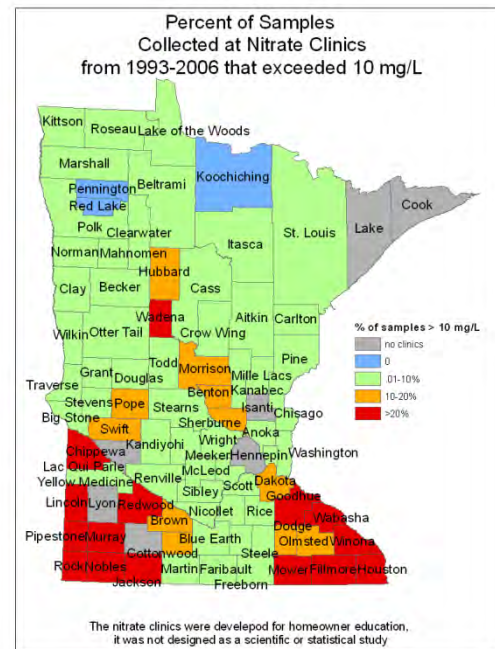 Percent of Samples
Collected at Nitrate Clinics
from 1993-2006 that exceeded 10 mg/L
Kittson
Roseau
Lake of the Woods
Marshall
Koochiching
Pennington
Beltrami
Cook
Red Lake
Lake
Polk
Clearwater
St. Louis
Itasca
Norman
Mahnomen
Hubbard
Clay
Becker
Cass
Wadena
Aitkin
Carlton
Wilkin
Otter Tail
Crow Wing
Pine
Todd
Morrison
Grant
Douglas
Mille Lacs
Kanabec
Traverse
Benton
Stevens
Pope
Stearns
Isanti
Chisago
Big Stone
Sherburne
Swift
Anoka
Kandiyohi
Wright
Washington
Chippewa
Meeker
Hennepin
Lac Qui Parle
McLeod
Yellow Medicine
Renville
Scott
Dakota
Sibley
Goodhue
Lincoln
Lyon
Redwood
Nicollet
Rice
Wabasha
Brown
Dodge
Pipestone
Murray
Blue Earth
Olmsted
Winona
Cottonwood
Steele
Rock
Nobles
Martin
Faribault
Mower
Fillmore
Houston
Jackson
Freeborn
% of samples > 10 mg/L
no clinics
0
.01-10%
10-20%
>20%
The nitrate clinics were developed for homeowner education,
it was not designed as a scientific or statistical study